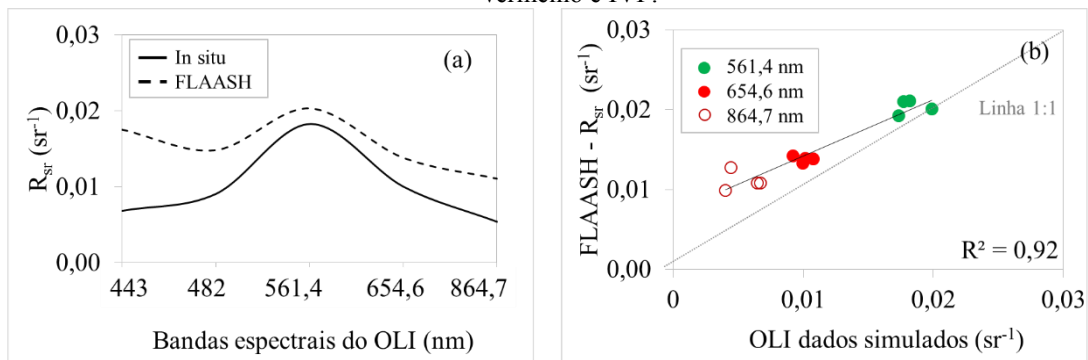 0,03
0,02
0,01
0,00
R_sr (sr⁻¹)
In situ
FLAASH
(a)
443 482 561,4 654,6 864,7
Bandas espectrais do OLI (nm)
0,03
0,02
0,01
0,00
FLAASH - R_sr (sr⁻¹)
561,4 nm
654,6 nm
864,7 nm
(b)
Linha 1:1
R² = 0,92
0 0,01 0,02 0,03
OLI dados simulados (sr⁻¹)